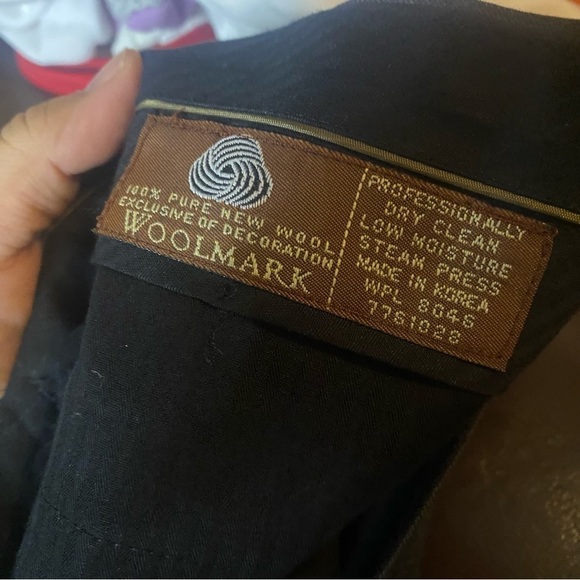 100% PURE NEW WOOL
EXCLUSIVE OF DECORATION
WOOLMARK
PROFESSIONALLY
DRY CLEAN
LOW MOISTURE
STEAM PRESS
MADE IN KOREA
WPL 8046
7761028